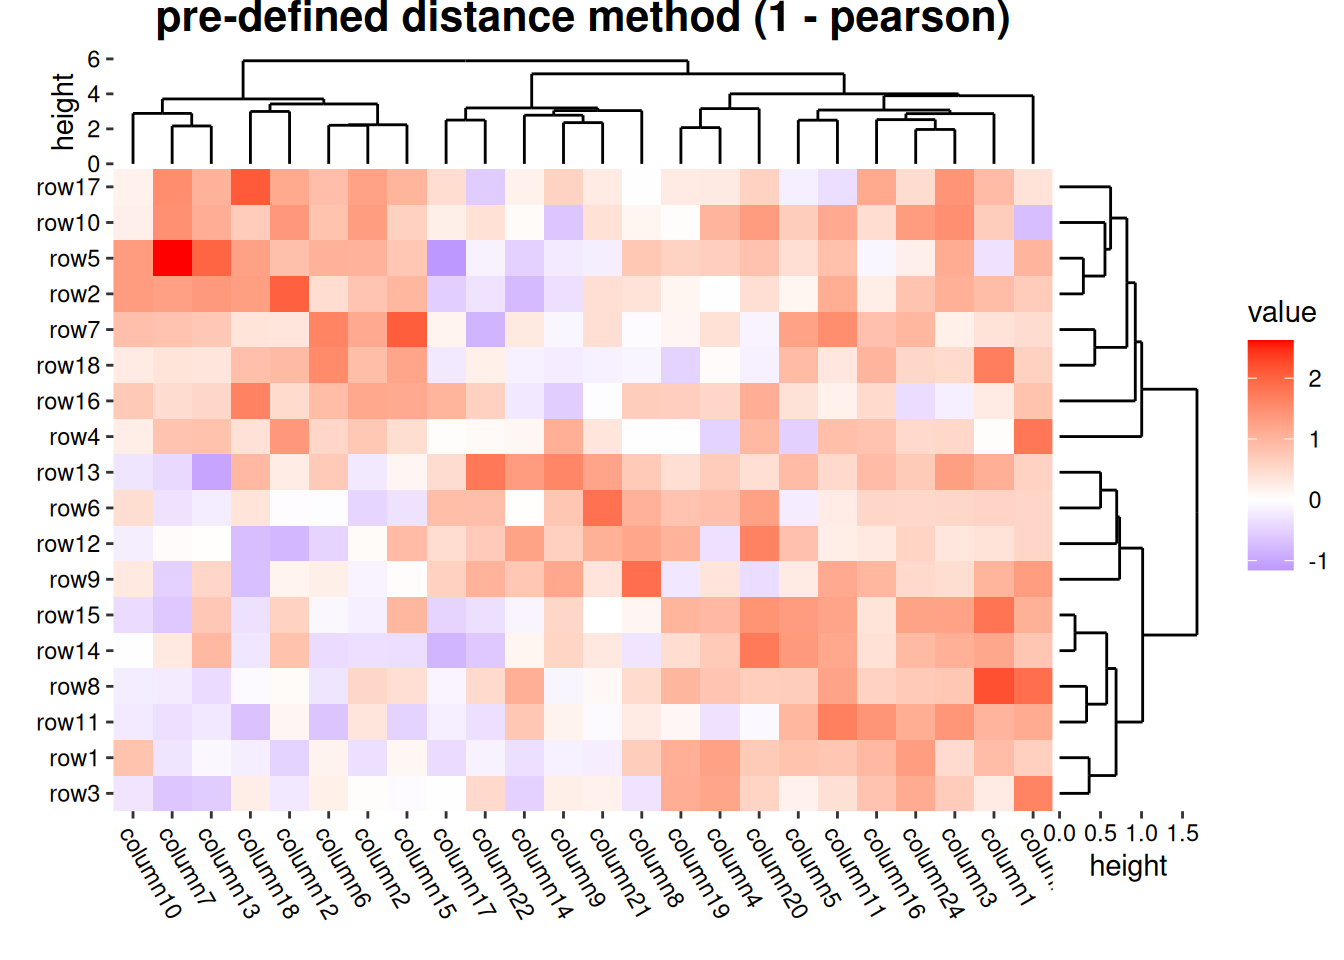 pre-defined distance method (1 - pearson)
height
6
4
2
0
row17
row10
row5
row2
row7
row18
row16
row4
row13
row6
row12
row9
row15
row14
row8
row11
row1
row3
column10
column7
column13
column18
column12
column6
column2
column15
column17
column22
column14
column9
column21
column8
column19
column4
column20
column5
column11
column16
column24
column3
column1
0.0 0.5 1.0 1.5
height
value
2
1
0
-1